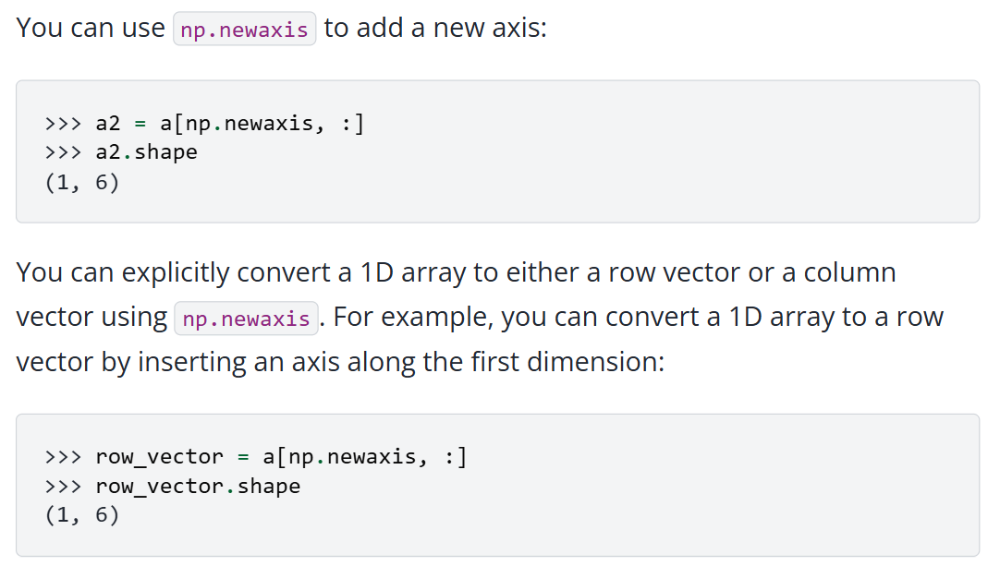 You can use np.newaxis to add a new axis:
>>> a2 = a[np.newaxis, :]
>>> a2.shape
(1, 6)
You can explicitly convert a 1D array to either a row vector or a column
vector using np.newaxis. For example, you can convert a 1D array to a row
vector by inserting an axis along the first dimension:
>>> row_vector = a[np.newaxis, :]
>>> row_vector.shape
(1, 6)